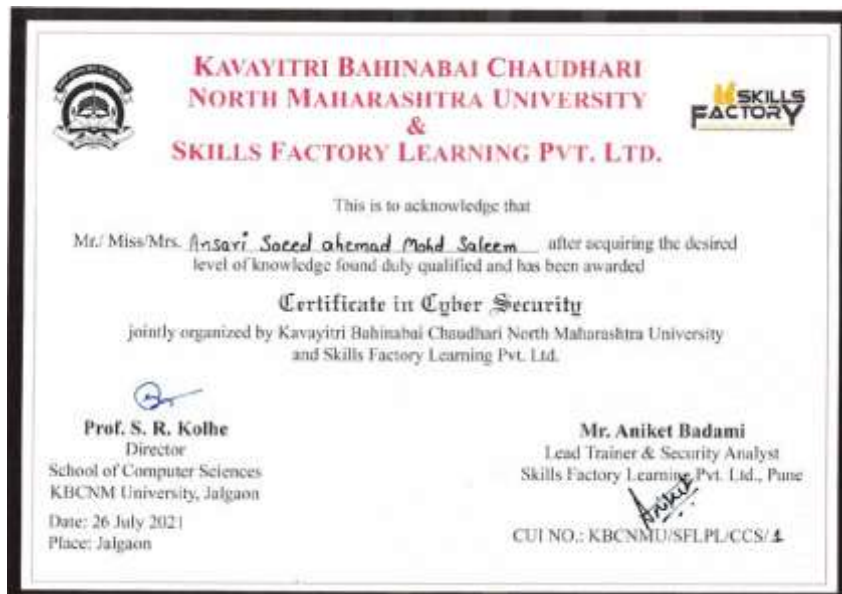 KAVAYITRI BAHINABAI CHAUDHARI
NORTH MAHARASHTRA UNIVERSITY
&
SKILLS FACTORY LEARNING PVT. LTD.
SKILLS
FACTORY
This is to acknowledge that
Mr./ Miss/Mrs. Ansari Saeed ahemad Mohd Saleem after acquiring the desired
level of knowledge found duly qualified and has been awarded
Certificate in Cyber Security
jointly organized by Kavayitri Bahinabai Chaudhari North Maharashtra University
and Skills Factory Learning Pvt. Ltd.
Prof. S. R. Kolhe
Director
School of Computer Sciences
KBCNM University, Jalgaon
Date: 26 July 2021
Place: Jalgaon
Mr. Aniket Badami
Lead Trainer & Security Analyst
Skills Factory Learning Pvt. Ltd., Pune
Aniket
CUI NO.: KBCNMU/SFLPL/CCS/1